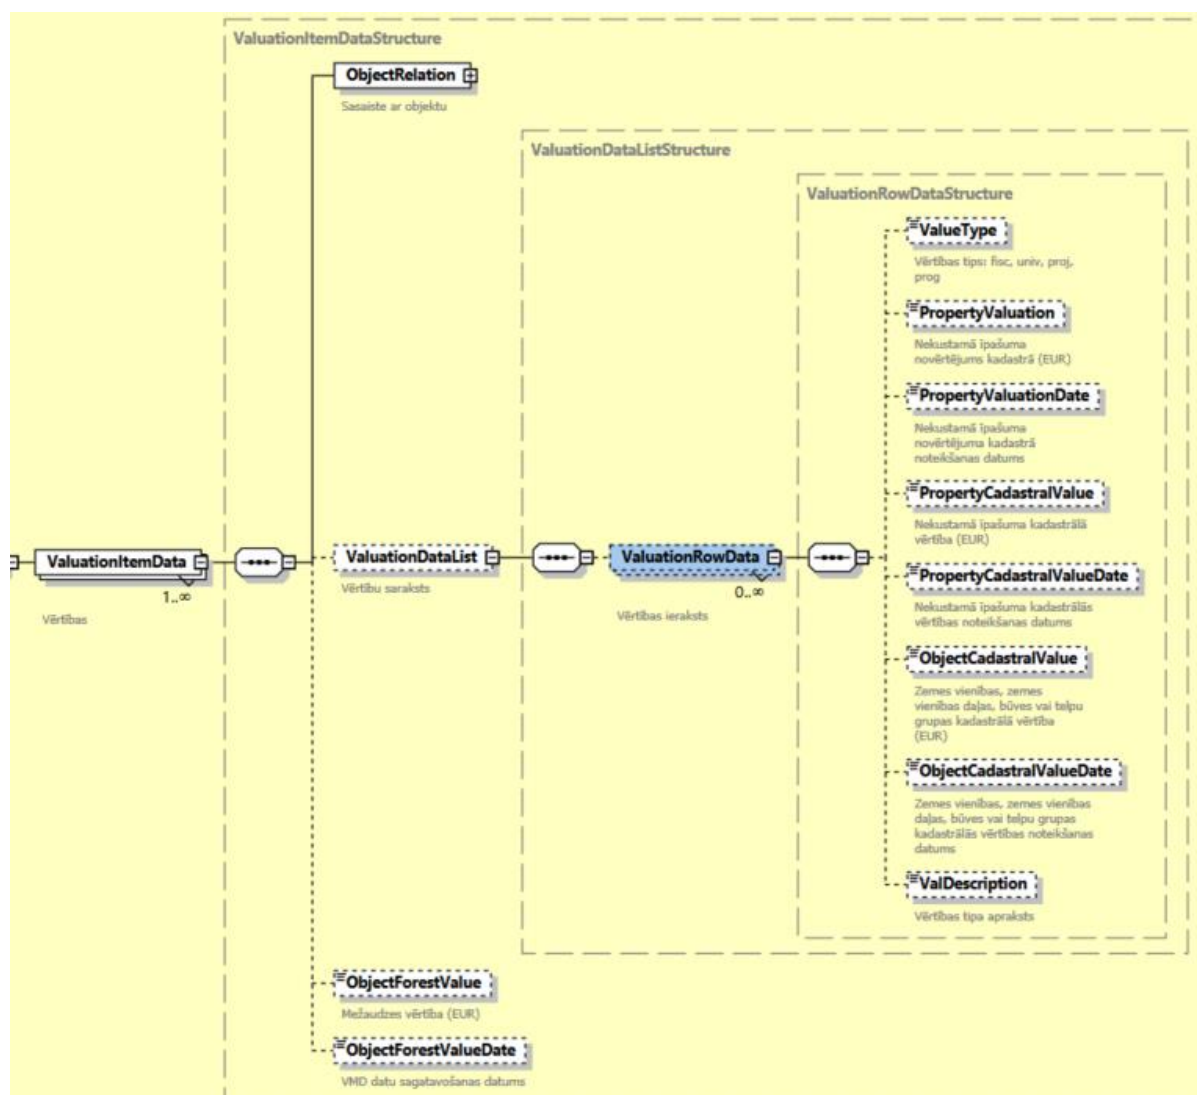 ValuationItemDataStructure
ObjectRelation
Sasaiste ar objektu
ValuationDataListStructure
ValuationRowDataStructure
ValueType
Vērtības tips: fisc, univ, proj,
prog
PropertyValuation
Nekustamā īpašuma
novērtējums kadastrā (EUR)
PropertyValuationDate
Nekustamā īpašuma
novērtējuma kadastrā
noteikšanas datums
PropertyCadastralValue
Nekustamā īpašuma kadastrālā
vērtība (EUR)
ValuationItemData
1..∞
Vērtības
ValuationDataList
Vērtību saraksts
ValuationRowData
0..∞
Vērtības ieraksts
PropertyCadastralValueDate
Nekustamā īpašuma kadastrālās
vērtības noteikšanas datums
ObjectCadastralValue
Zemes vienības, zemes
vienības daļas, būves vai telpu
grupas kadastrālā vērtība
(EUR)
ObjectCadastralValueDate
Zemes vienības, zemes vienības
daļas, būves vai telpu grupas
kadastrālās vērtības noteikšanas
datums
ValDescription
Vērtības tipa apraksts
ObjectForestValue
Mežaudzes vērtība (EUR)
ObjectForestValueDate
VMD datu sagatavošanas datums